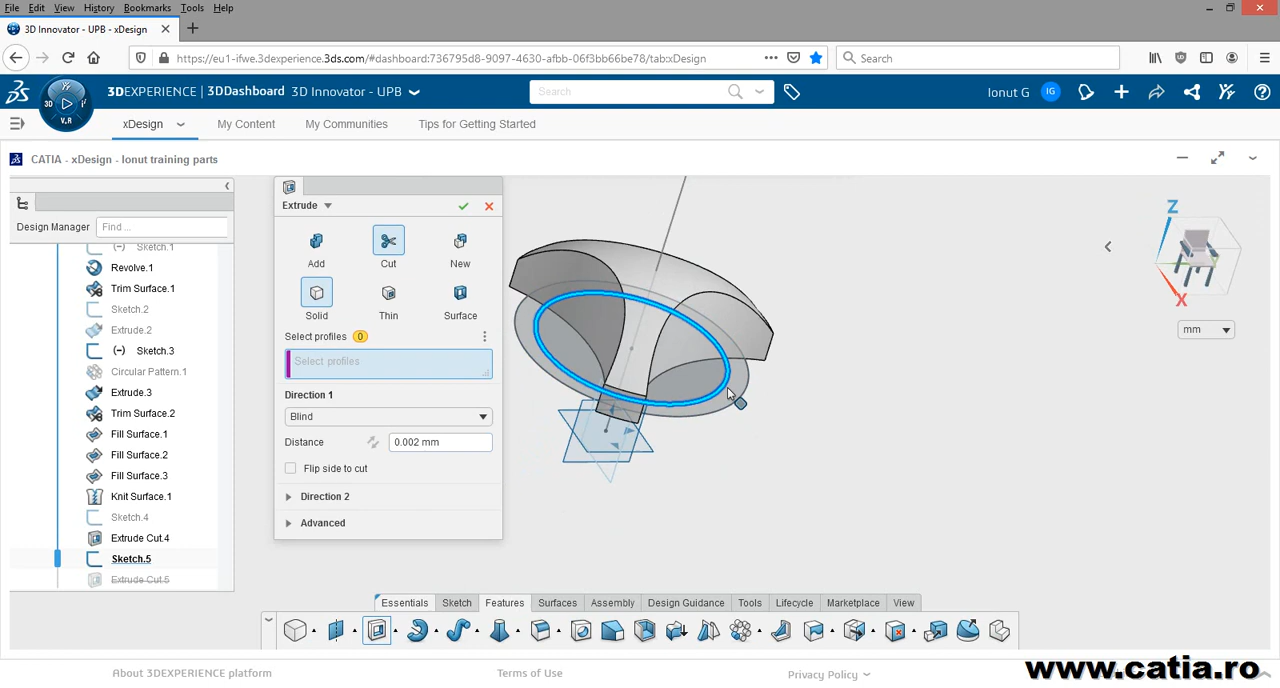 File Edit View History Bookmarks Tools Help
3D Innovator - UPB - xDesign
https://eu1-ifwe.3dexperience.3ds.com/#dashboard:736795d8-9097-4630-afbb-06f3bb66be78/tab:xDesign
Search
3D
V.R
3DEXPERIENCE | 3DDashboard 3D Innovator - UPB
Search
Ionut G IG
xDesign My Content My Communities Tips for Getting Started
CATIA - xDesign - Ionut training parts
Design Manager Find ...
(-) Sketch.1
Revolve.1
Trim Surface.1
Sketch.2
Extrude.2
(-) Sketch.3
Circular Pattern.1
Extrude.3
Trim Surface.2
Fill Surface.1
Fill Surface.2
Fill Surface.3
Knit Surface.1
Sketch.4
Extrude Cut.4
Sketch.5
Extrude Cut.5
Extrude
Add Cut New
Solid Thin Surface
Select profiles 0
Select profiles
Direction 1
Blind
Distance 0.002 mm
Flip side to cut
Direction 2
Advanced
Z
X
mm
Essentials Sketch Features Surfaces Assembly Design Guidance Tools Lifecycle Marketplace View
About 3DEXPERIENCE platform Terms of Use Privacy Policy
www.catia.ro